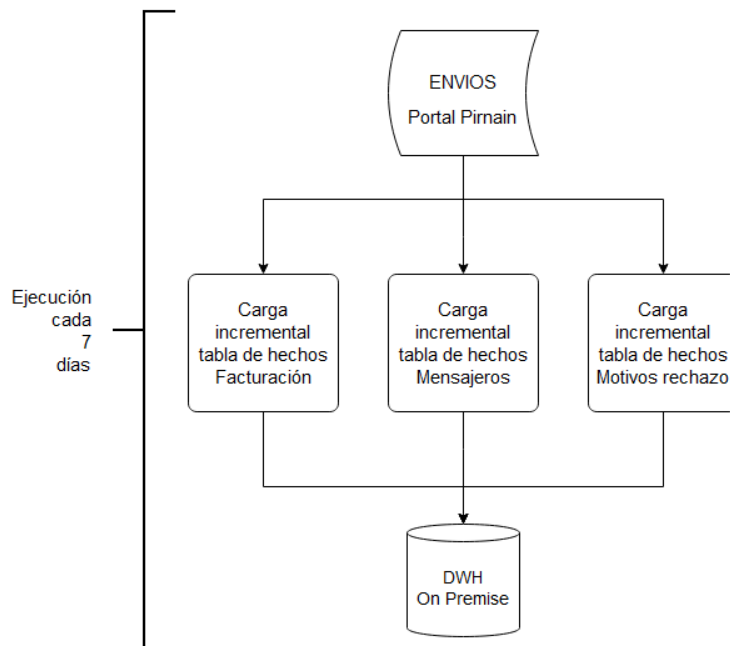 ENVIOS
Portal Pirnain
Ejecución
cada
7
días
Carga
incremental
tabla de hechos
Facturación
Carga
incremental
tabla de hechos
Mensajeros
Carga
incremental
tabla de hechos
Motivos rechazo
DWH
On Premise